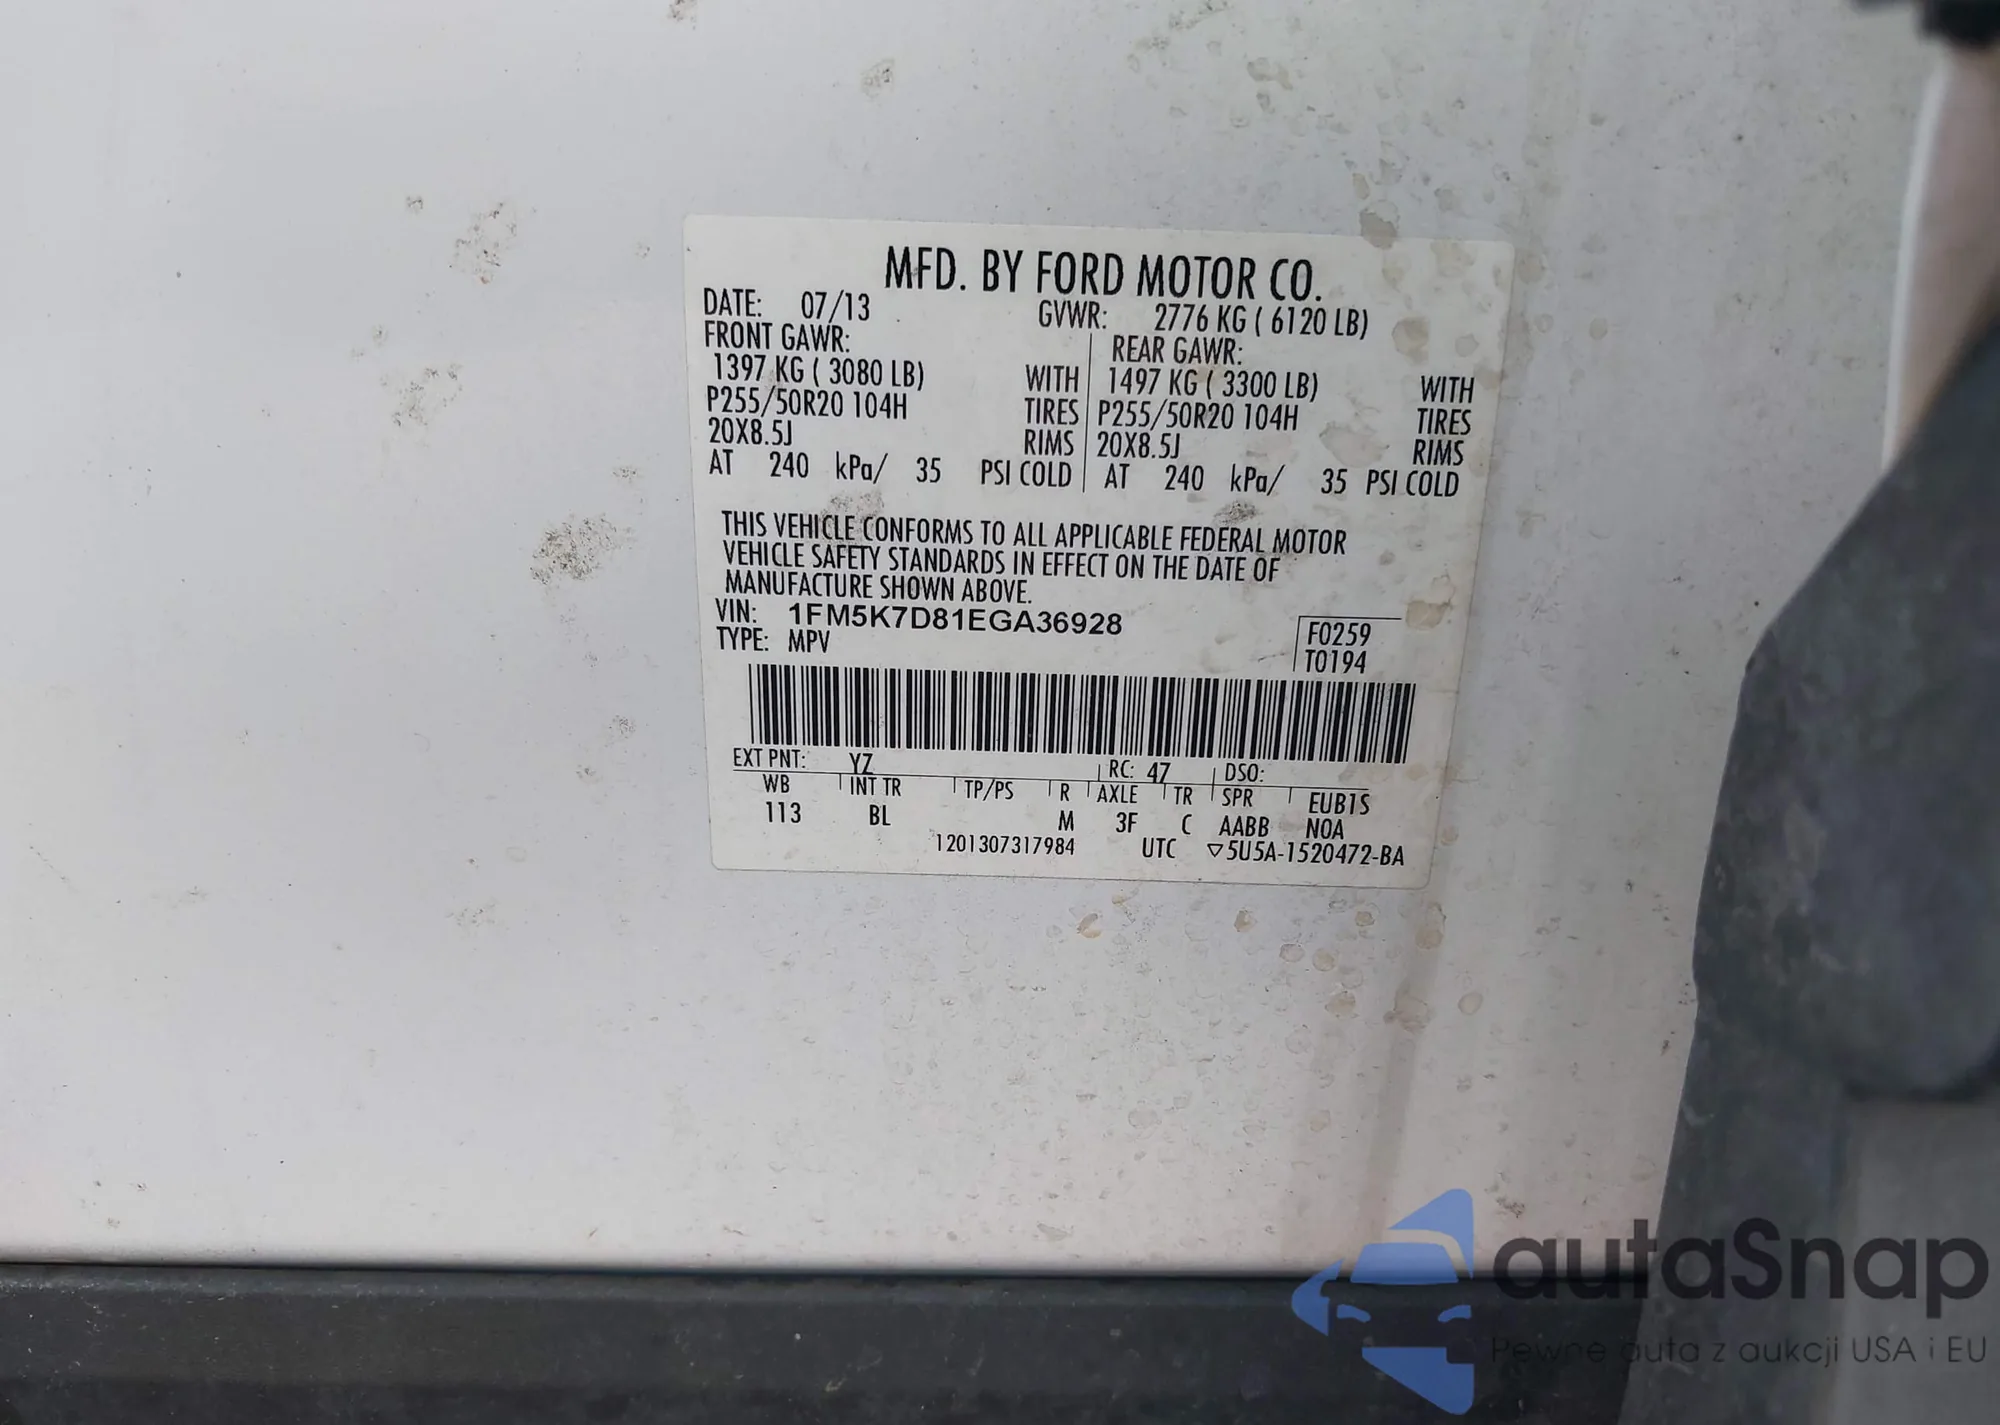 MFD. BY FORD MOTOR CO.
DATE: 07/13 GVWR: 2776 KG ( 6120 LB)
FRONT GAWR: REAR GAWR:
1397 KG ( 3080 LB) WITH 1497 KG ( 3300 LB) WITH
P255/50R20 104H TIRES P255/50R20 104H TIRES
20X8.5J RIMS 20X8.5J RIMS
AT 240 kPa/ 35 PSI COLD AT 240 kPa/ 35 PSI COLD
THIS VEHICLE CONFORMS TO ALL APPLICABLE FEDERAL MOTOR
VEHICLE SAFETY STANDARDS IN EFFECT ON THE DATE OF
MANUFACTURE SHOWN ABOVE.
VIN: 1FM5K7D81EGA36928 F0259
TYPE: MPV T0194
EXT PNT: YZ RC: 47 DSO:
WB INT TR TP/PS R AXLE TR SPR EUB1S
113 BL M 3F C AABB NOA
1201307317984 UTC ▽5U5A-1520472-BA
autaSnap
Pewne auta z aukcji USA i EU